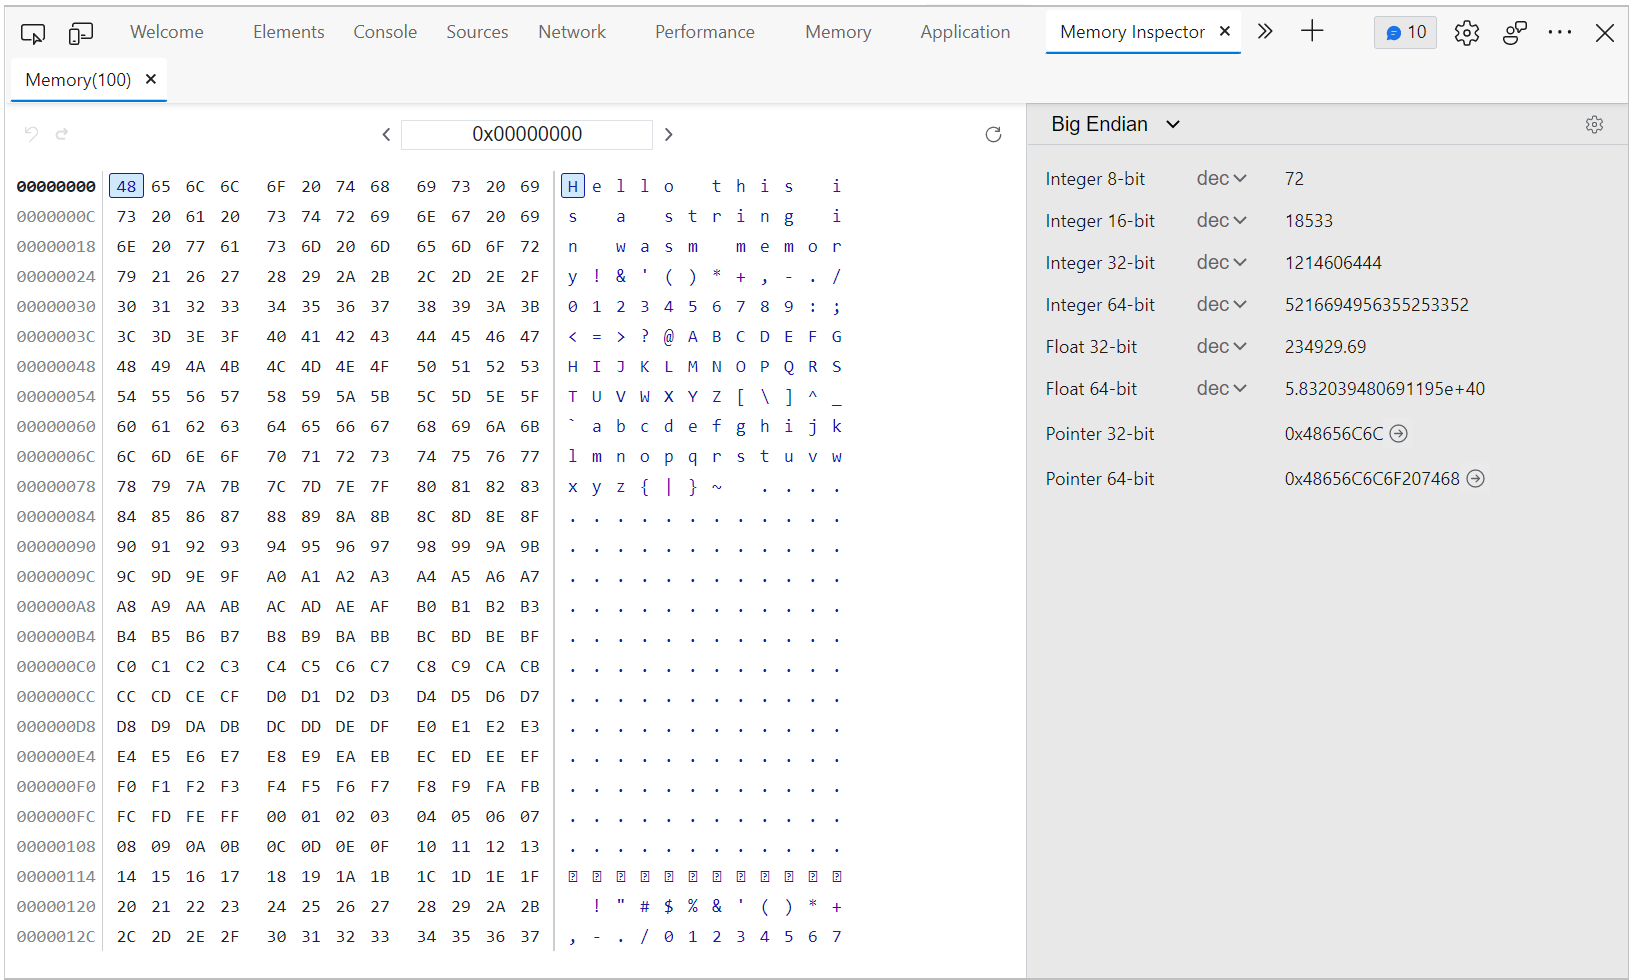 Welcome Elements Console Sources Network Performance Memory Application Memory Inspector × 10
Memory(100) ×
0x00000000
Big Endian
00000000 48 65 6C 6C 6F 20 74 68 69 73 20 69 H e l l o t h i s i
0000000C 73 20 61 20 73 74 72 69 6E 67 20 69 s a s t r i n g i
00000018 6E 20 77 61 73 6D 20 6D 65 6D 6F 72 n w a s m m e m o r
00000024 79 21 26 27 28 29 2A 2B 2C 2D 2E 2F y ! & ' ( ) * + , - . /
00000030 30 31 32 33 34 35 36 37 38 39 3A 3B 0 1 2 3 4 5 6 7 8 9 : ;
0000003C 3C 3D 3E 3F 40 41 42 43 44 45 46 47 < = > ? @ A B C D E F G
00000048 48 49 4A 4B 4C 4D 4E 4F 50 51 52 53 H I J K L M N O P Q R S
00000054 54 55 56 57 58 59 5A 5B 5C 5D 5E 5F T U V W X Y Z [ \ ] ^ _
00000060 60 61 62 63 64 65 66 67 68 69 6A 6B ` a b c d e f g h i j k
0000006C 6C 6D 6E 6F 70 71 72 73 74 75 76 77 l m n o p q r s t u v w
00000078 78 79 7A 7B 7C 7D 7E 7F 80 81 82 83 x y z { | } ~ . . . .
00000084 84 85 86 87 88 89 8A 8B 8C 8D 8E 8F . . . . . . . . . . . .
00000090 90 91 92 93 94 95 96 97 98 99 9A 9B . . . . . . . . . . . .
0000009C 9C 9D 9E 9F A0 A1 A2 A3 A4 A5 A6 A7 . . . . . . . . . . . .
000000A8 A8 A9 AA AB AC AD AE AF B0 B1 B2 B3 . . . . . . . . . . . .
000000B4 B4 B5 B6 B7 B8 B9 BA BB BC BD BE BF . . . . . . . . . . . .
000000C0 C0 C1 C2 C3 C4 C5 C6 C7 C8 C9 CA CB . . . . . . . . . . . .
000000CC CC CD CE CF D0 D1 D2 D3 D4 D5 D6 D7 . . . . . . . . . . . .
000000D8 D8 D9 DA DB DC DD DE DF E0 E1 E2 E3 . . . . . . . . . . . .
000000E4 E4 E5 E6 E7 E8 E9 EA EB EC ED EE EF . . . . . . . . . . . .
000000F0 F0 F1 F2 F3 F4 F5 F6 F7 F8 F9 FA FB . . . . . . . . . . . .
000000FC FC FD FE FF 00 01 02 03 04 05 06 07 . . . . . . . . . . . .
00000108 08 09 0A 0B 0C 0D 0E 0F 10 11 12 13 . . . . . . . . . . . .
00000114 14 15 16 17 18 19 1A 1B 1C 1D 1E 1F
00000120 20 21 22 23 24 25 26 27 28 29 2A 2B ! " # $ % & ' ( ) * +
0000012C 2C 2D 2E 2F 30 31 32 33 34 35 36 37 , - . / 0 1 2 3 4 5 6 7
Integer 8-bit dec 72
Integer 16-bit dec 18533
Integer 32-bit dec 1214606444
Integer 64-bit dec 5216694956355253352
Float 32-bit dec 234929.69
Float 64-bit dec 5.832039480691195e+40
Pointer 32-bit 0x48656C6C
Pointer 64-bit 0x48656C6C6F207468